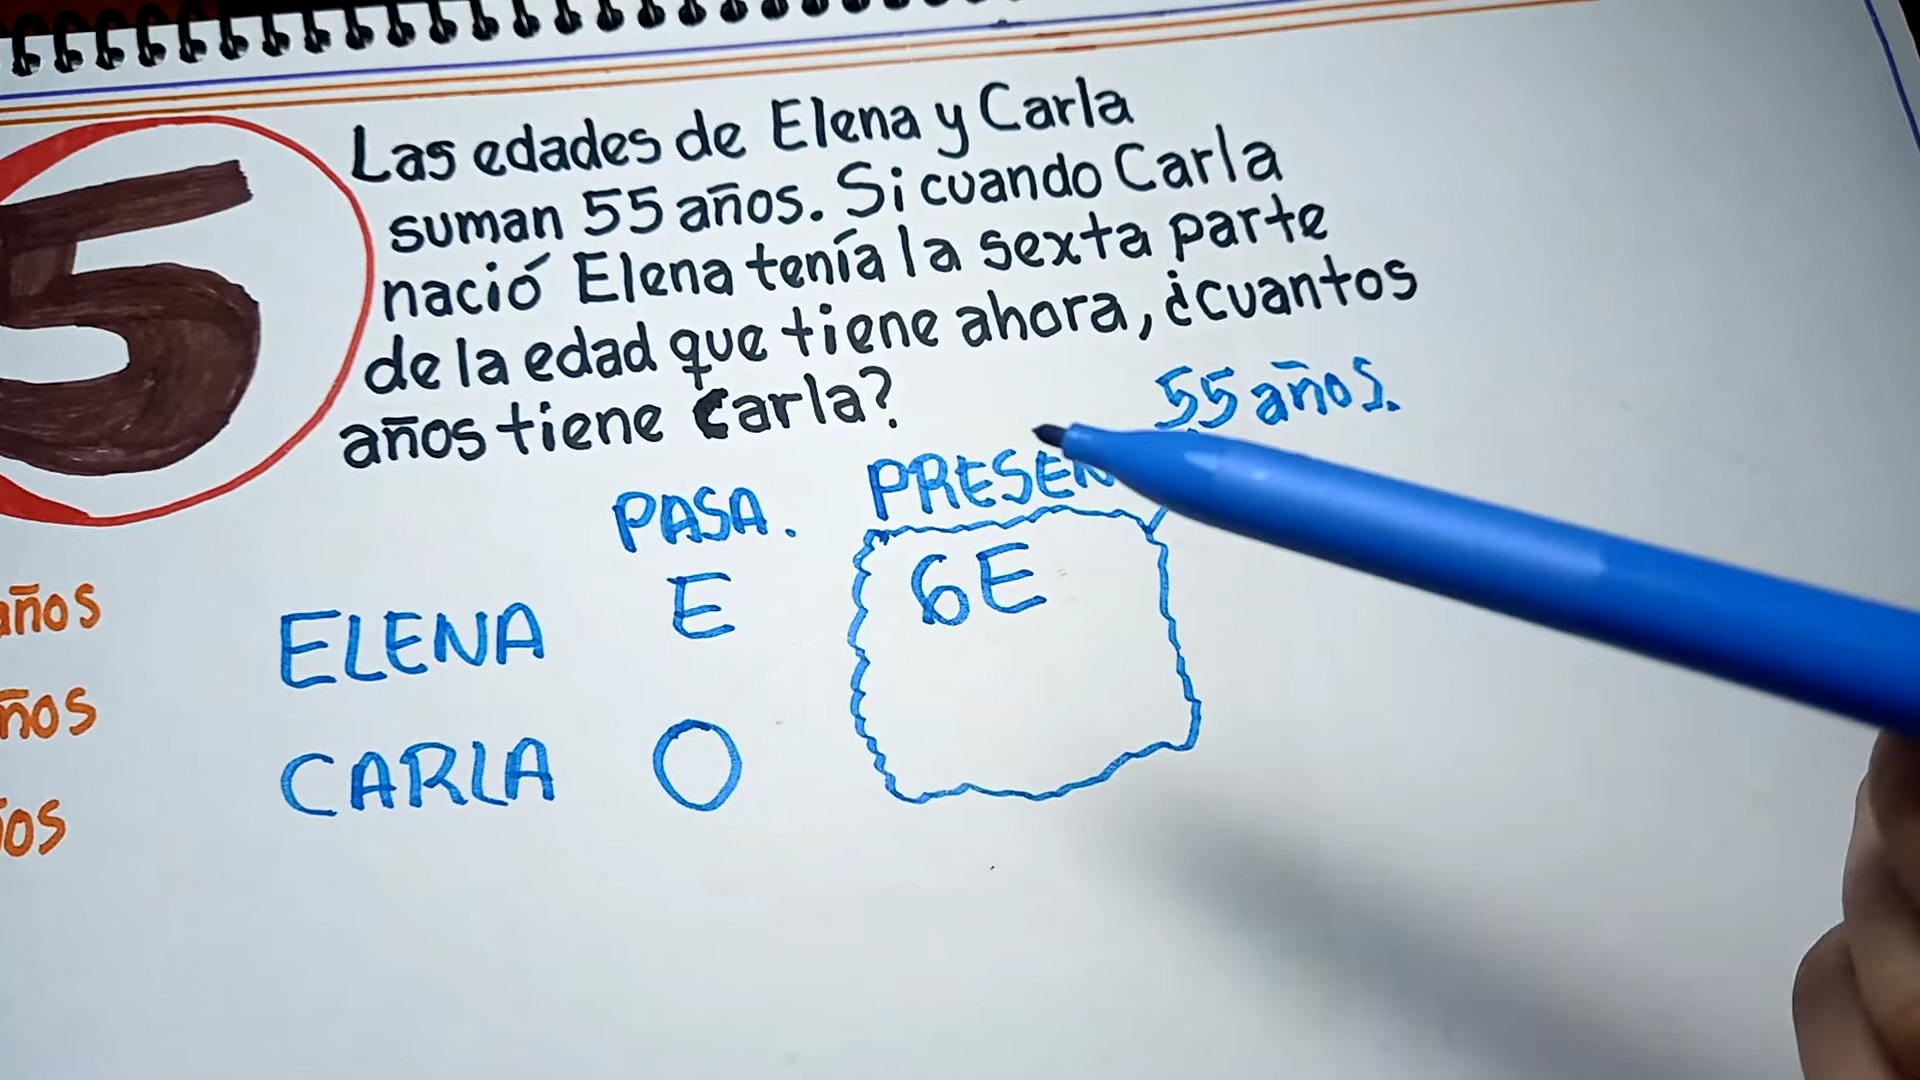 5
Las edades de Elena y Carla
suman 55 años. Si cuando Carla
nació Elena tenía la sexta parte
de la edad que tiene ahora, ¿cuantos
años tiene Carla?
55 años.
PASA. PRESEN
ELENA E 6E
CARLA O
años
ños
ños